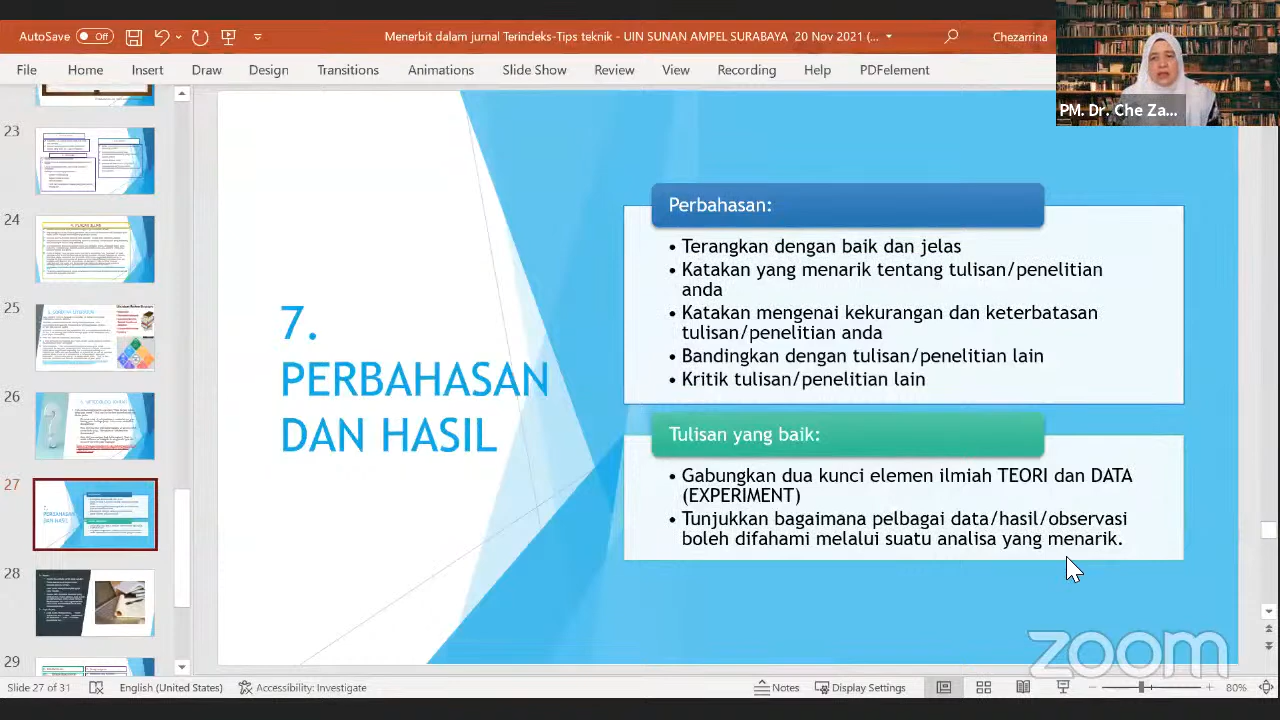 AutoSave Off
Menerbit dalam jurnal Terindeks-Tips teknik - UIN SUNAN AMPEL SURABAYA 20 Nov 2021 (...
Chezarrina
File Home Insert Draw Design Slide Show Transitions Animations Slide Show Review View Recording Help PDFelement
PM. Dr. Che Za...
23
24
25
26
27
28
29
7.
PERBAHASAN
DAN HASIL
Perbahasan:
• Terangkan dengan baik dan jelas
• Katakan yang menarik tentang tulisan/penelitian
anda
• Katakan mengenai kekurangan dan keterbatasan
tulisan/penelitian anda
• Bandingkan dengan tulisan/penelitian lain
• Kritik tulisan/penelitian lain
Tulisan yang baik:
• Gabungkan dua kunci elemen ilmiah TEORI dan DATA
(EXPERIMENT)
• Tunjukkan bagaimana pelbagai data/hasil/observasi
boleh difahami melalui suatu analisa yang menarik.
zoom
Slide 27 of 31 English (United States) Accessibility: Investigate Notes Display Settings 80%